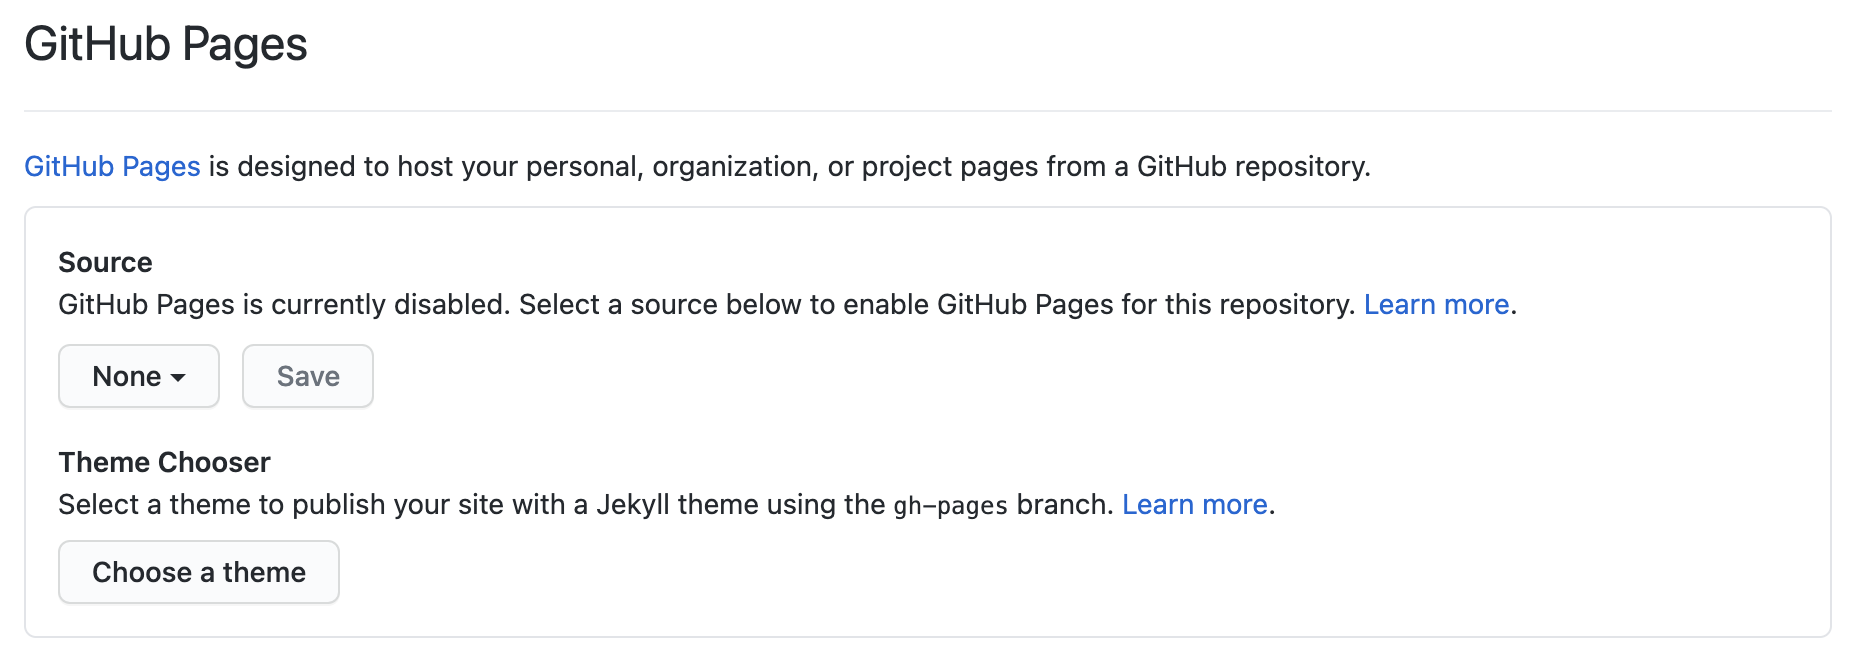 GitHub Pages
GitHub Pages is designed to host your personal, organization, or project pages from a GitHub repository.
Source
GitHub Pages is currently disabled. Select a source below to enable GitHub Pages for this repository. Learn more.
None Save
Theme Chooser
Select a theme to publish your site with a Jekyll theme using the gh-pages branch. Learn more.
Choose a theme